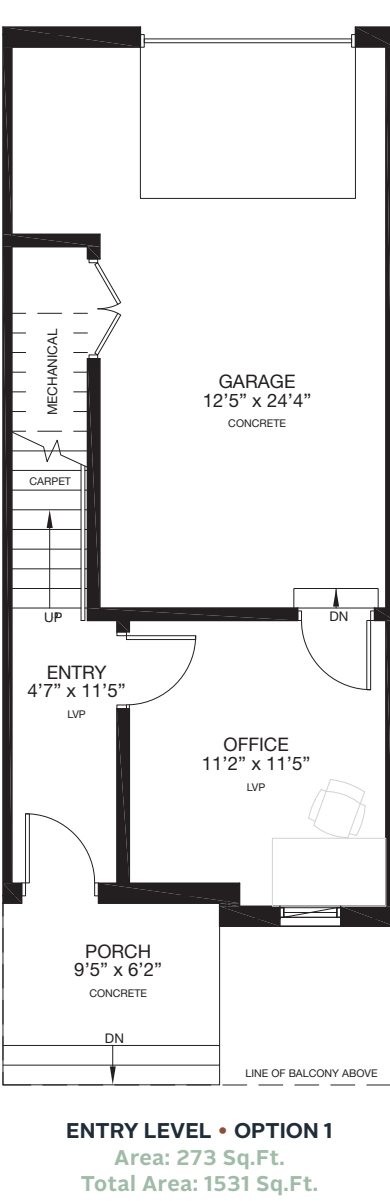 GARAGE
12’5” x 24’4”
CONCRETE
MECHANICAL
CARPET
UP
DN
ENTRY
4’7” x 11’5”
LVP
OFFICE
11’2” x 11’5”
LVP
PORCH
9’5” x 6’2”
CONCRETE
DN
LINE OF BALCONY ABOVE
ENTRY LEVEL • OPTION 1
Area: 273 Sq.Ft.
Total Area: 1531 Sq.Ft.